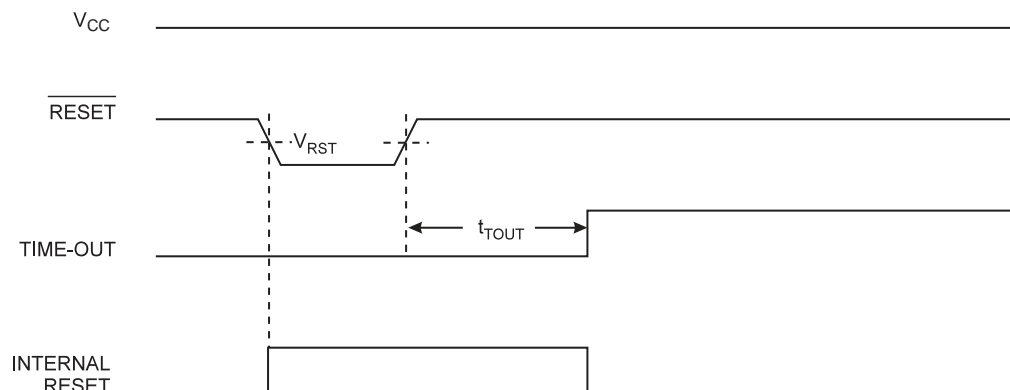 VCC
RESET
VRST
tTOUT
TIME-OUT
INTERNAL
RESET